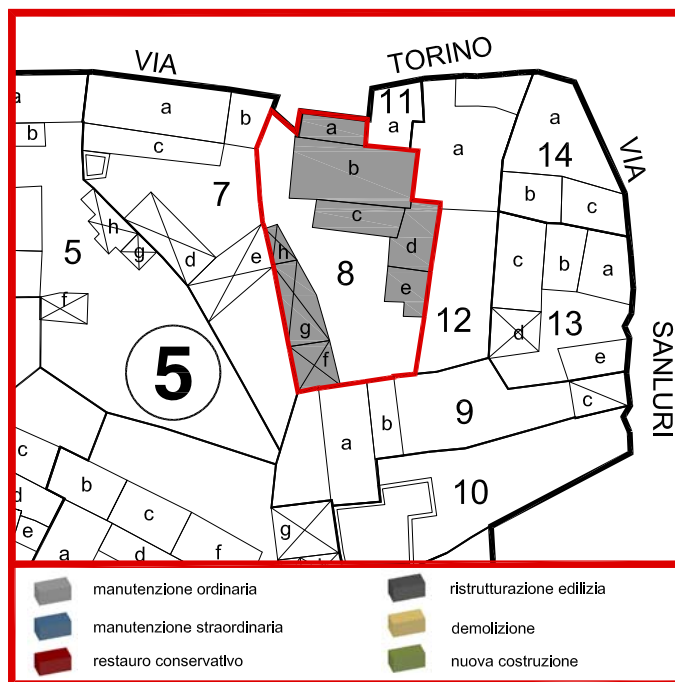 VIA TORINO
a
11
b
a
b
a
a
a
c
b
a
VIA
14
7
b
c
c
h
5
g
d
e
h
8
d
e
c
b
a
f
g
f
12
d
13
SANLURI
e
5
c
9
a
b
10
c
b
d
c
g
e
a
d
f
manutenzione ordinaria
ristrutturazione edilizia
manutenzione straordinaria
demolizione
restauro conservativo
nuova costruzione